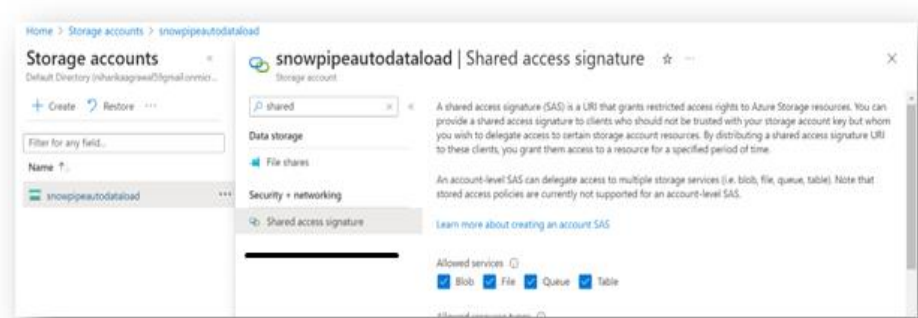 Home > Storage accounts > snowpipeautodataload
Storage accounts
Default Directory
+ Create Restore ...
Filter for any field...
Name ↑
snowpipeautodataload ...
snowpipeautodataload | Shared access signature ☆ ...
Storage account
shared × «
Data storage
File shares
Security + networking
Shared access signature
A shared access signature (SAS) is a URI that grants restricted access rights to Azure Storage resources. You can
provide a shared access signature to clients who should not be trusted with your storage account key but whom
you wish to delegate access to certain storage account resources. By distributing a shared access signature URI
to these clients, you grant them access to a resource for a specified period of time.
An account-level SAS can delegate access to multiple storage services (i.e. blob, file, queue, table). Note that
stored access policies are currently not supported for an account-level SAS.
Learn more about creating an account SAS
Allowed services
Blob File Queue Table
Allowed resource types